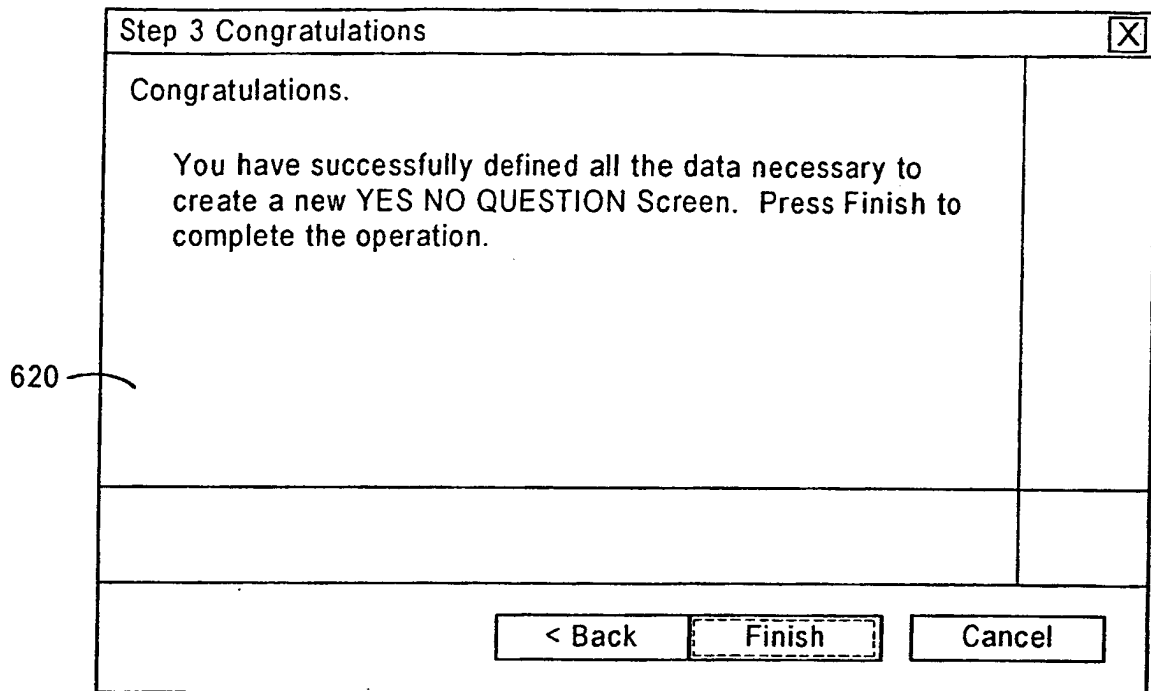 Step 3 Congratulations X
Congratulations.
You have successfully defined all the data necessary to
create a new YES NO QUESTION Screen. Press Finish to
complete the operation.
620
< Back Finish Cancel